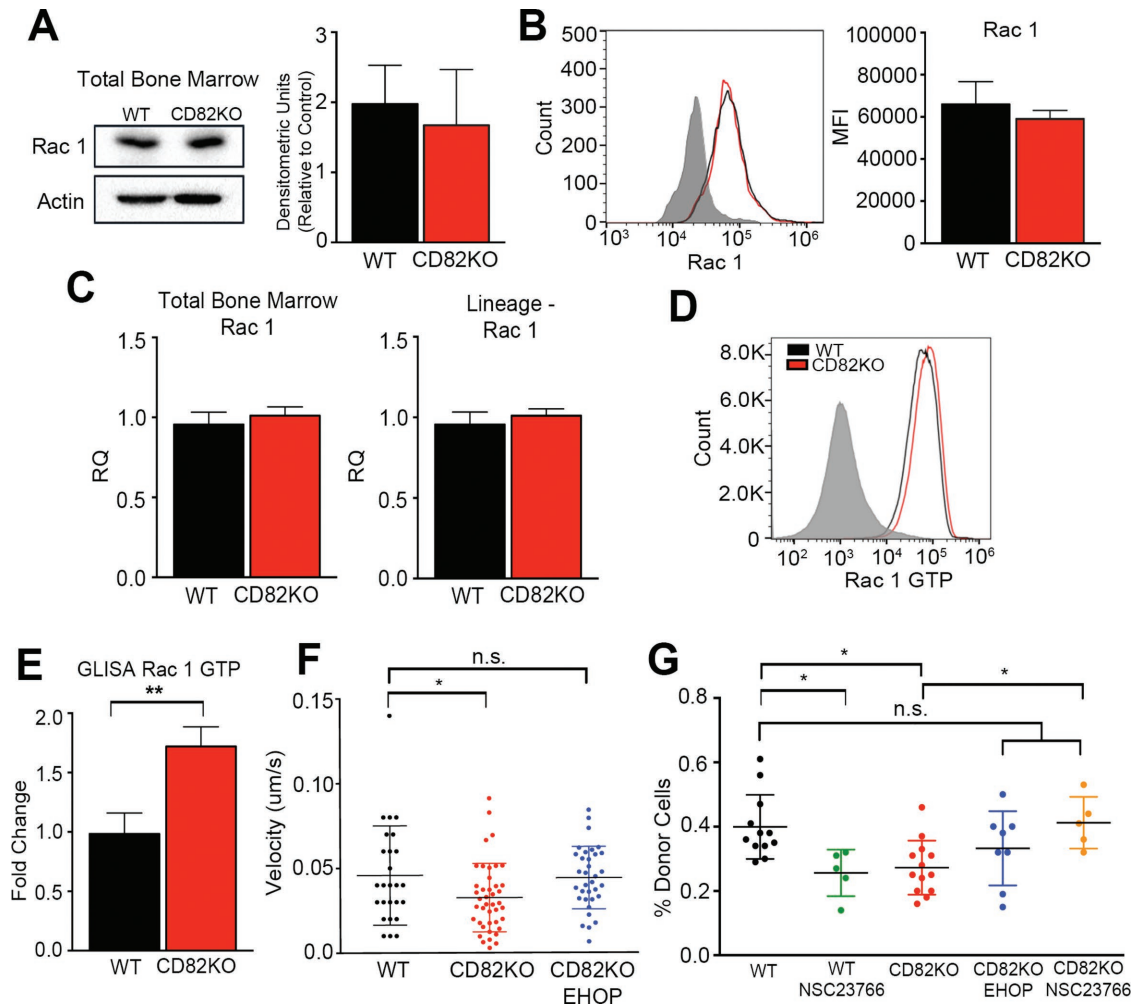 A
Total Bone Marrow
WT CD82KO
Rac 1
Actin
Densitometric Units
(Relative to Control)
3
2
1
0
WT CD82KO
B
500
400
300
200
100
0
Count
103 104 105 106
Rac 1
Rac 1
100000
80000
60000
40000
20000
0
MFI
WT CD82KO
C
Total Bone Marrow
Rac 1
1.5
1.0
0.5
0.0
RQ
WT CD82KO
Lineage -
Rac 1
1.5
1.0
0.5
0.0
RQ
WT CD82KO
D
WT
CD82KO
8.0K
6.0K
4.0K
2.0K
0
Count
102 103 104 105 106
Rac 1 GTP
E
GLISA Rac 1 GTP
**
2.0
1.5
1.0
0.5
0.0
Fold Change
WT CD82KO
F
n.s.
*
0.15
0.10
0.05
0.0
Velocity (um/s)
WT CD82KO CD82KO
EHOP
G
* *
*
n.s.
0.8
0.6
0.4
0.2
0.0
% Donor Cells
WT WT CD82KO CD82KO CD82KO
NSC23766 EHOP NSC23766